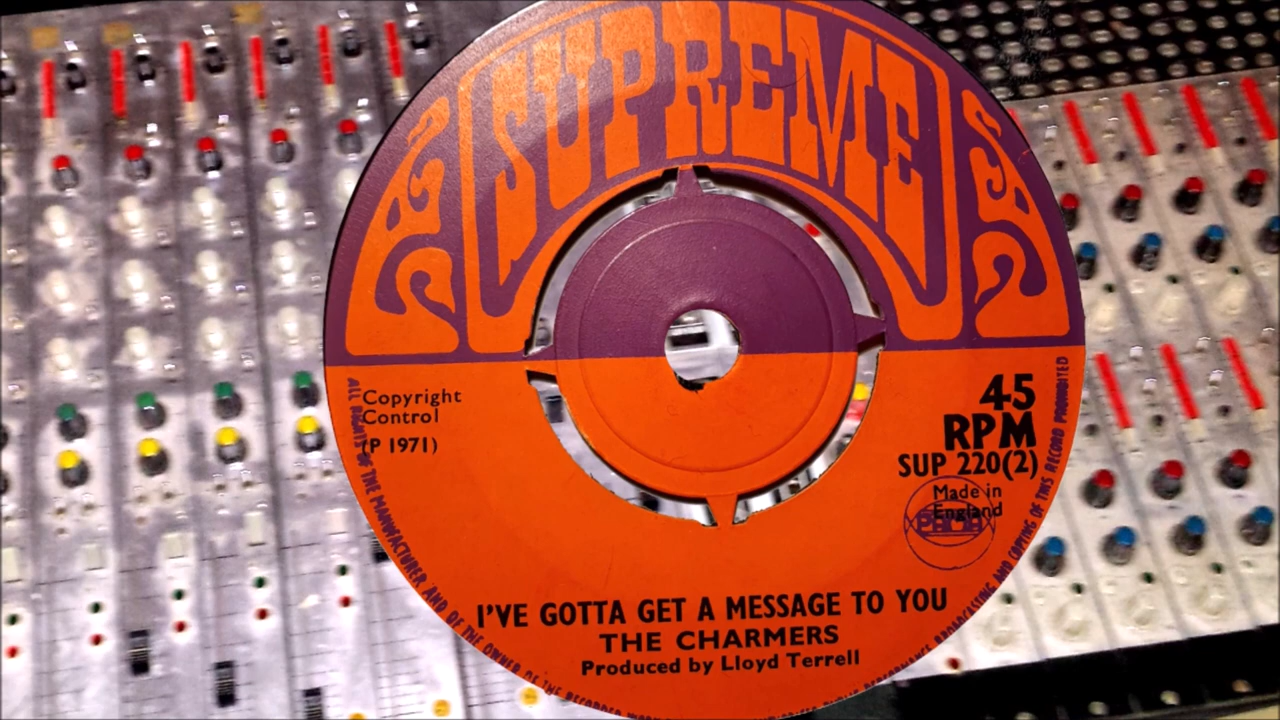 SUPREME
Copyright
Control
(P 1971)
45
RPM
SUP 220(2)
Made in
England
PAMA
I'VE GOTTA GET A MESSAGE TO YOU
THE CHARMERS
Produced by Lloyd Terrell
ALL RIGHTS OF THE MANUFACTURER AND OF THE OWNER OF THE RECORDED WORK BROADCASTING AND COPYING OF THIS RECORD PROHIBITED